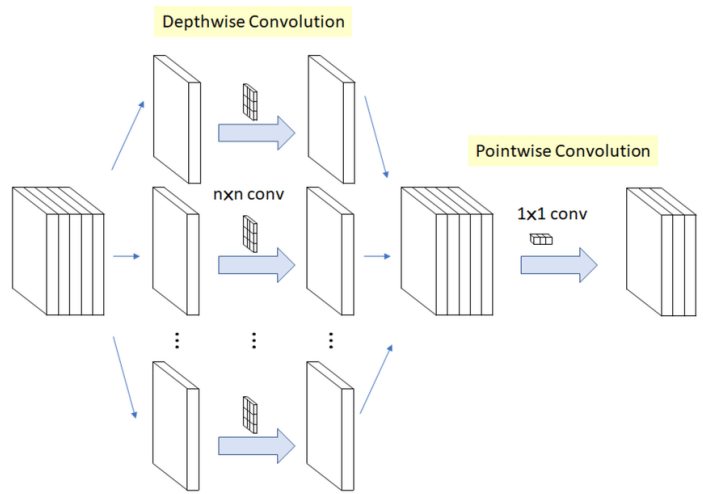 Depthwise Convolution
Pointwise Convolution
nxn conv
1x1 conv